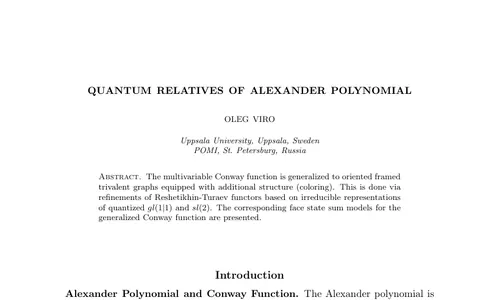 QUANTUM RELATIVES OF ALEXANDER POLYNOMIAL
OLEG VIRO
Uppsala University, Uppsala, Sweden
POMI, St. Petersburg, Russia
Abstract. The multivariable Conway function is generalized to oriented framed
trivalent graphs equipped with additional structure (coloring). This is done via
refinements of Reshetikhin-Turaev functors based on irreducible representations
of quantized gl(1|1) and sl(2). The corresponding face state sum models for the
generalized Conway function are presented.
Introduction
Alexander Polynomial and Conway Function. The Alexander polynomial is